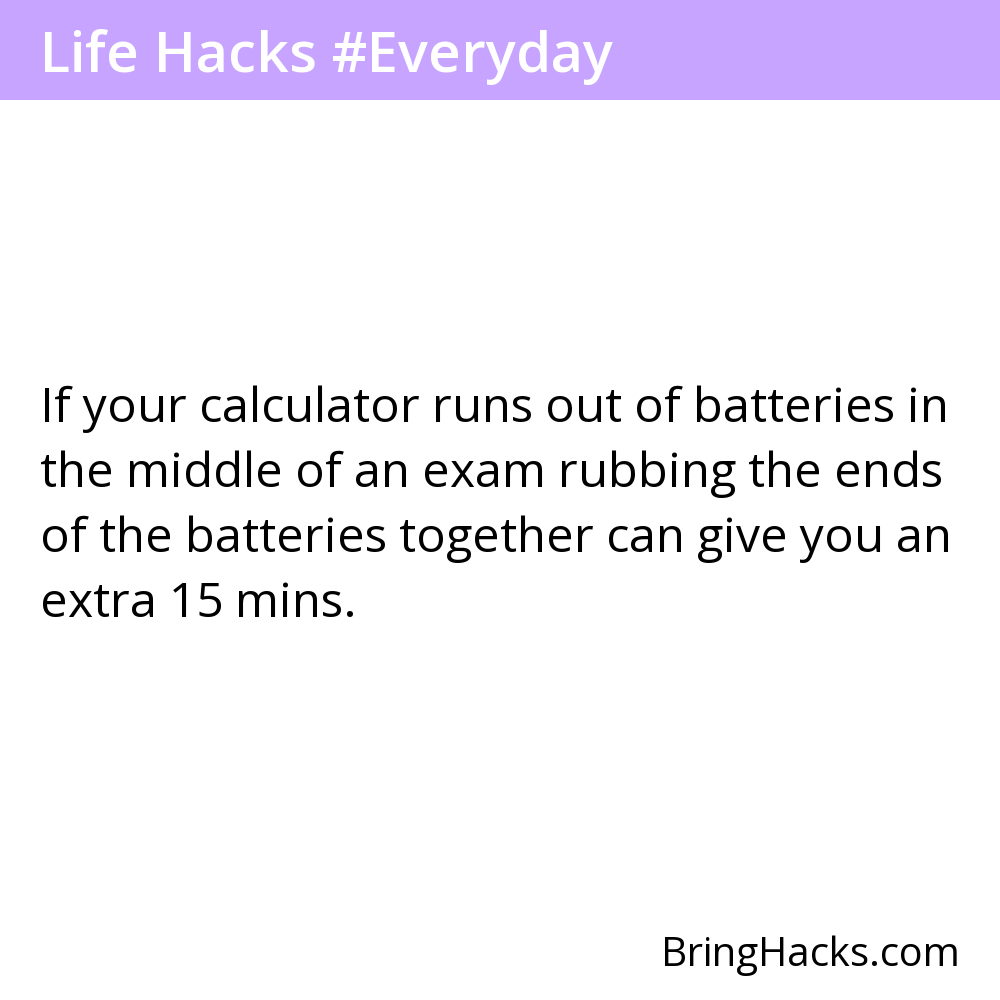 Life Hacks #Everyday
If your calculator runs out of batteries in
the middle of an exam rubbing the ends
of the batteries together can give you an
extra 15 mins.
BringHacks.com